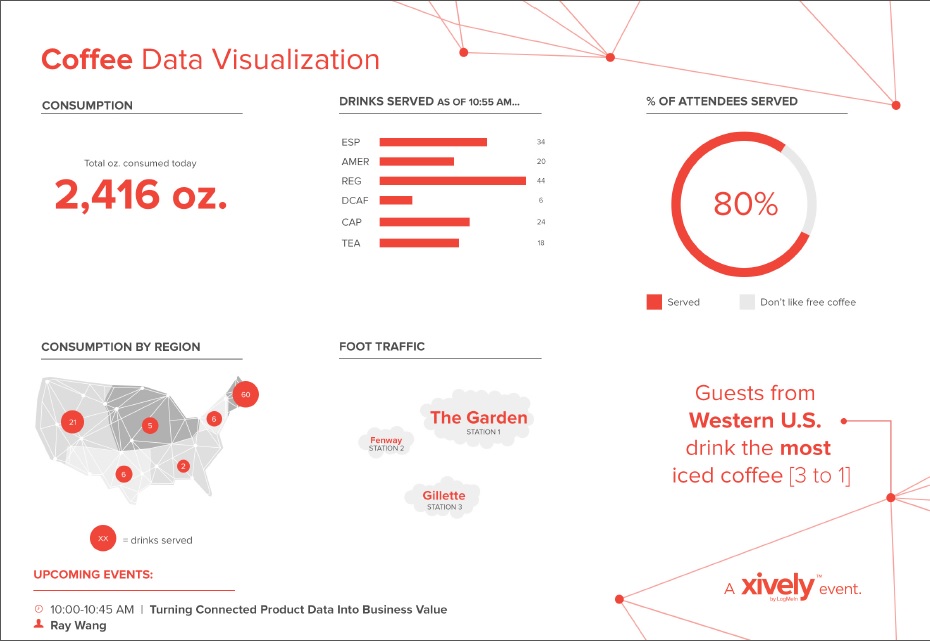 Coffee Data Visualization
CONSUMPTION
Total oz. consumed today
2,416 oz.
DRINKS SERVED AS OF 10:55 AM...
ESP 34
AMER 20
REG 44
DCAF 6
CAP 24
TEA 18
% OF ATTENDEES SERVED
80%
Served
Don't like free coffee
CONSUMPTION BY REGION
60
21
5
6
6
2
XX = drinks served
FOOT TRAFFIC
The Garden
STATION 1
Fenway
STATION 2
Gillette
STATION 3
Guests from
Western U.S.
drink the most
iced coffee [3 to 1]
UPCOMING EVENTS:
10:00-10:45 AM | Turning Connected Product Data Into Business Value
Ray Wang
A xively™ event.
by LogMeIn